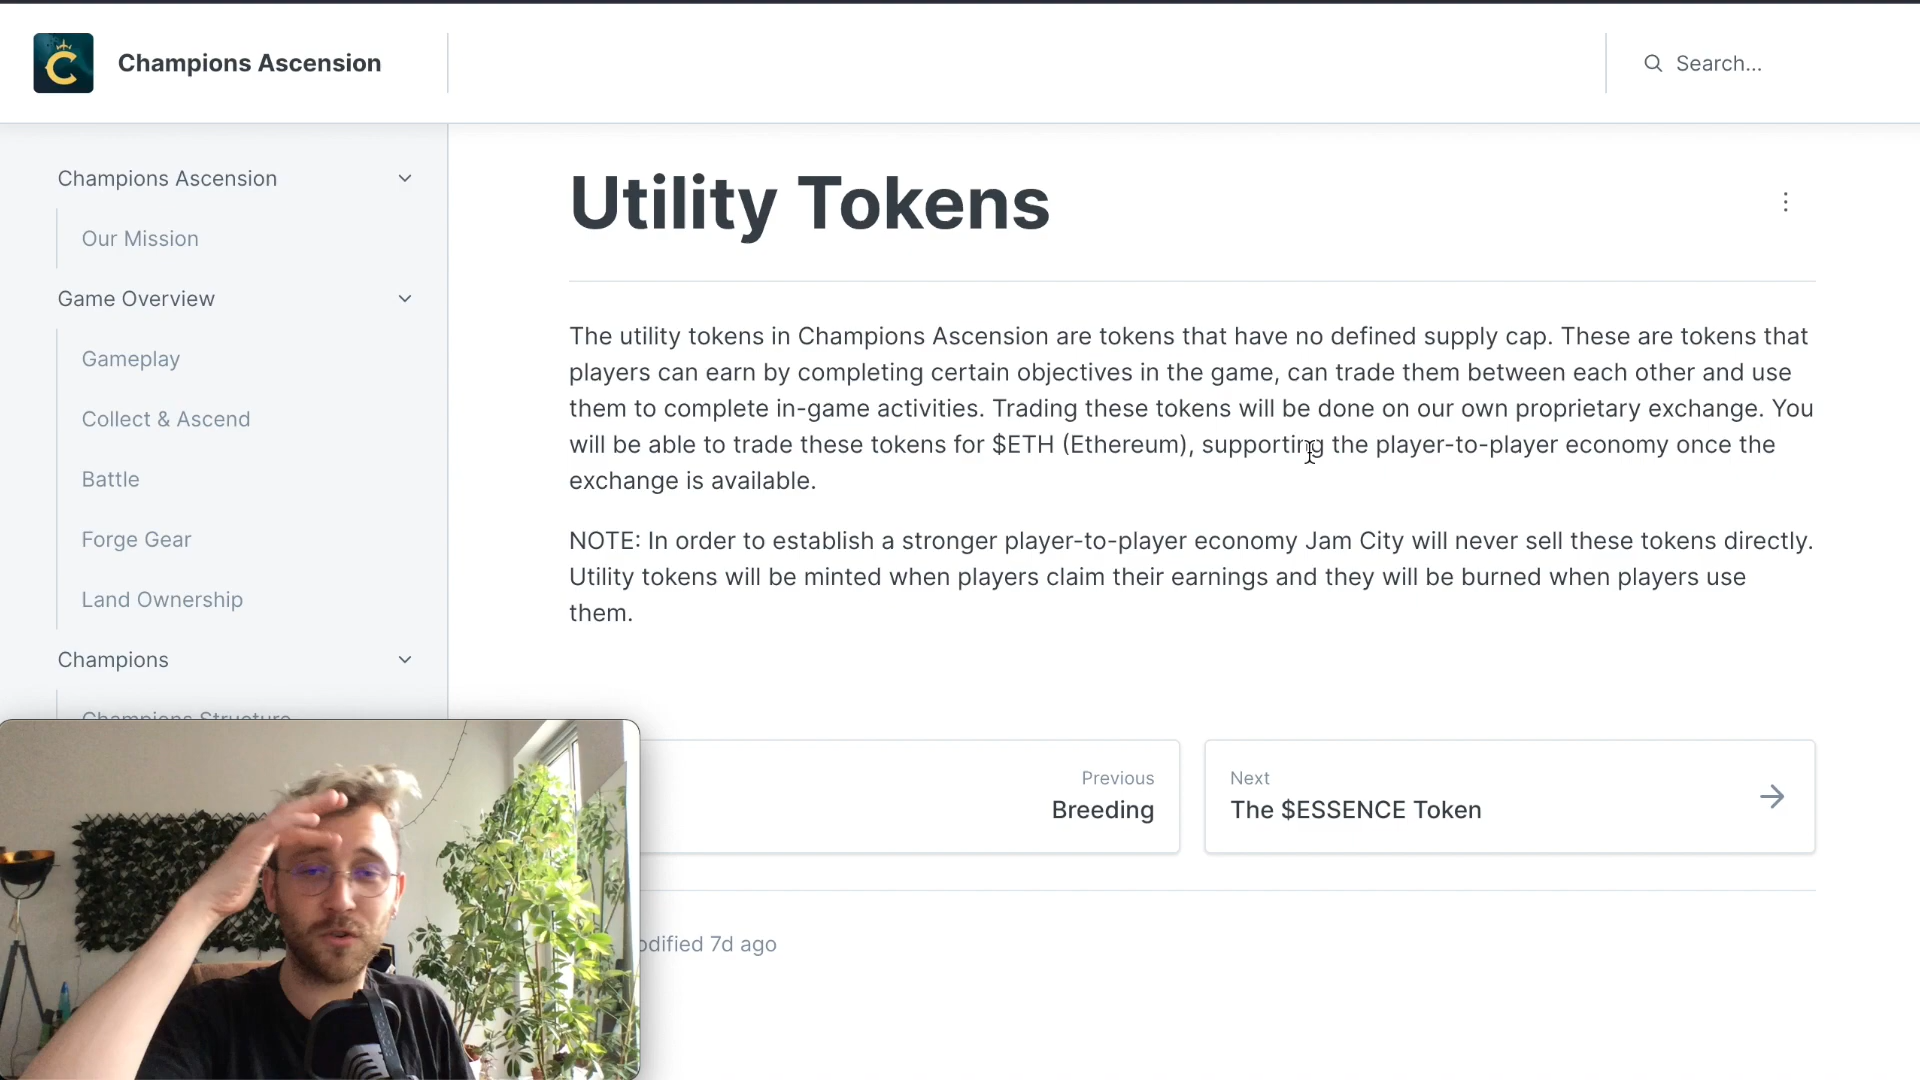 Champions Ascension
Search...
Champions Ascension
Our Mission
Game Overview
Gameplay
Collect & Ascend
Battle
Forge Gear
Land Ownership
Champions
Champions Structure
Utility Tokens
The utility tokens in Champions Ascension are tokens that have no defined supply cap. These are tokens that
players can earn by completing certain objectives in the game, can trade them between each other and use
them to complete in-game activities. Trading these tokens will be done on our own proprietary exchange. You
will be able to trade these tokens for $ETH (Ethereum), supporting the player-to-player economy once the
exchange is available.
NOTE: In order to establish a stronger player-to-player economy Jam City will never sell these tokens directly.
Utility tokens will be minted when players claim their earnings and they will be burned when players use
them.
Previous
Breeding
Next
The $ESSENCE Token
odified 7d ago